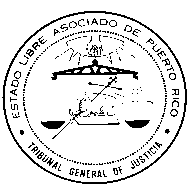 ESTADO LIBRE ASOCIADO DE PUERTO RICO
TRIBUNAL GENERAL DE JUSTICIA